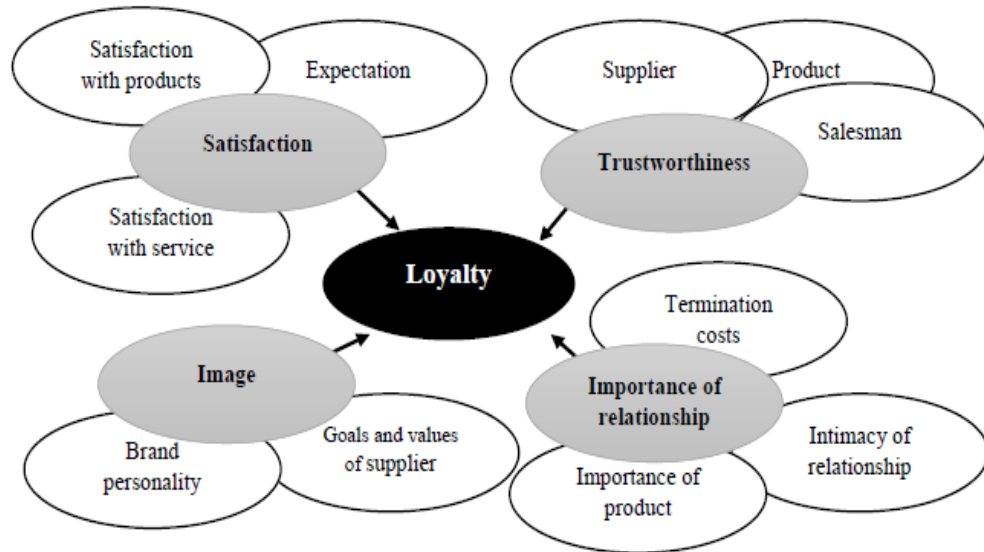 Satisfaction
with products
Expectation
Supplier
Product
Salesman
Satisfaction
Trustworthiness
Satisfaction
with service
Loyalty
Termination
costs
Image
Importance of
relationship
Brand
personality
Goals and values
of supplier
Importance of
product
Intimacy of
relationship